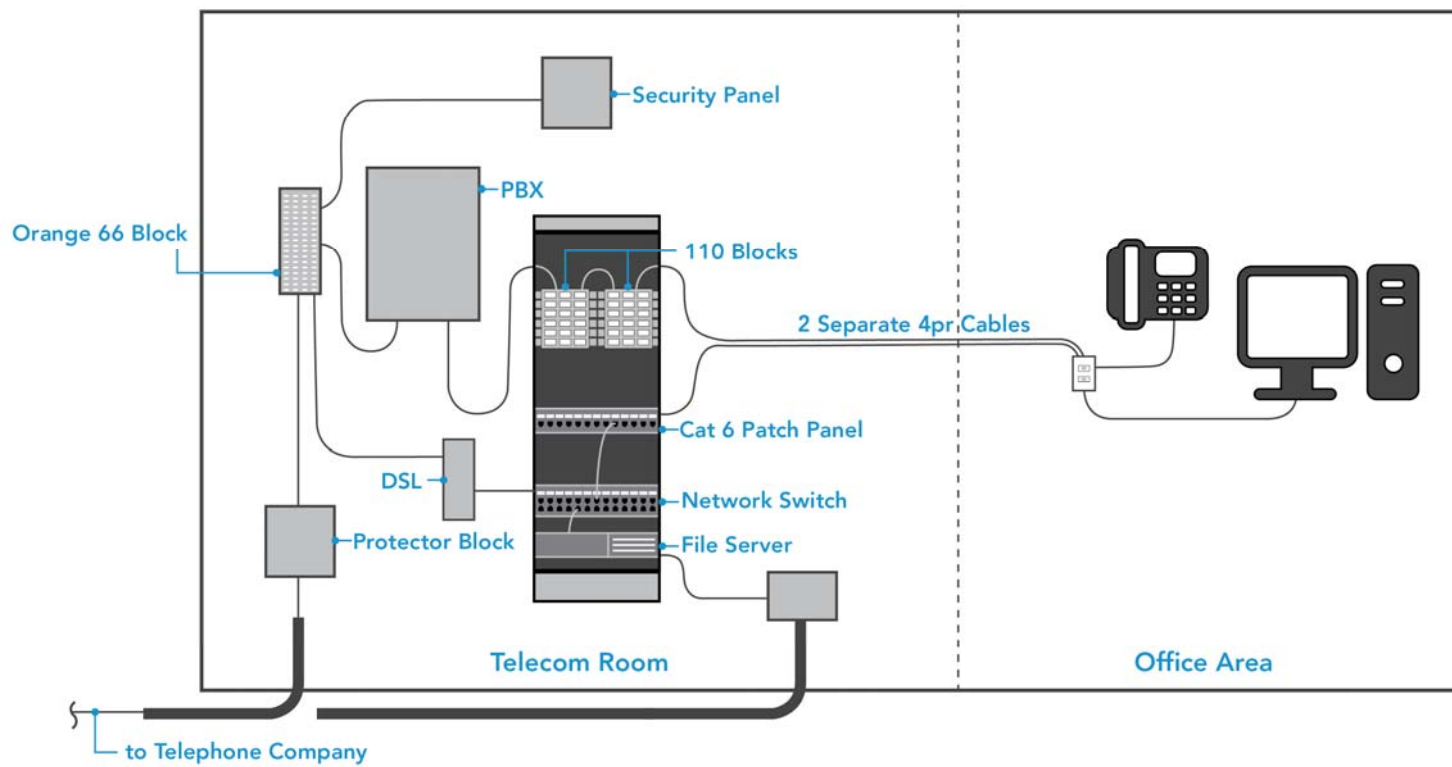 Security Panel
PBX
Orange 66 Block
110 Blocks
2 Separate 4pr Cables
Cat 6 Patch Panel
DSL
Network Switch
Protector Block
File Server
Telecom Room
Office Area
to Telephone Company